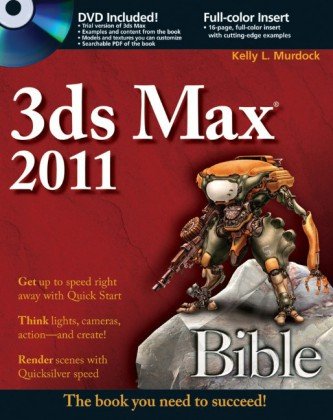 DVD Included!
• Trial version of 3ds Max
• Examples and content from the book
• Models and textures you can customize
• Searchable PDF of the book
Full-color Insert
• 16-page, full-color insert
with cutting-edge examples
Kelly L. Murdock
3ds Max®
2011
Get up to speed right
away with Quick Start
Think lights, cameras,
action—and create!
Render scenes with
Quicksilver speed
Bible
The book you need to succeed!